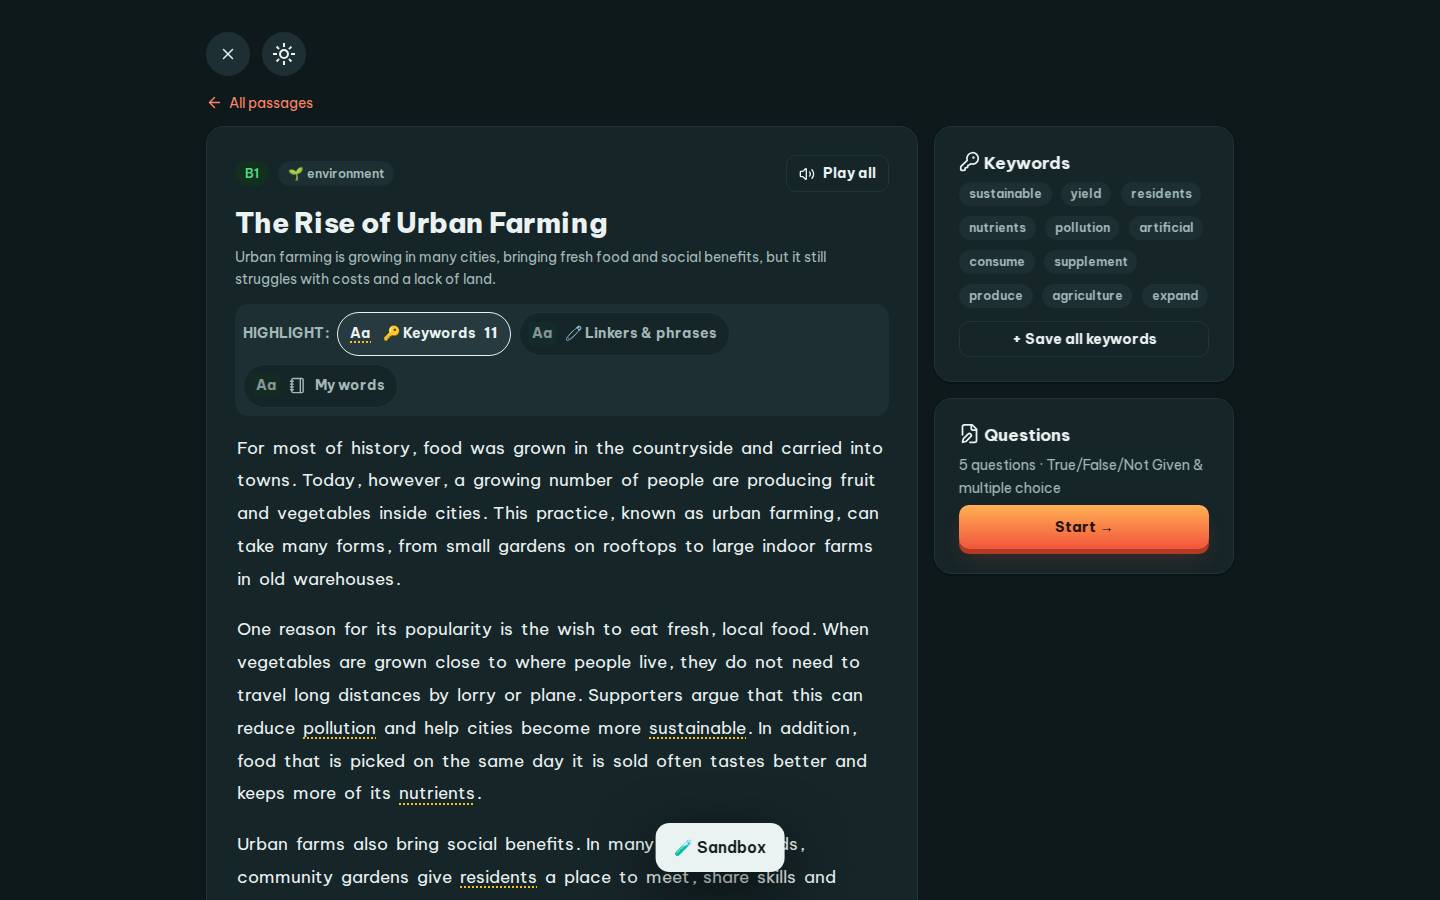 All passages
B1 environment
Play all
The Rise of Urban Farming
Urban farming is growing in many cities, bringing fresh food and social benefits, but it still
struggles with costs and a lack of land.
HIGHLIGHT: Aa Keywords 11 Aa Linkers & phrases
Aa My words
For most of history, food was grown in the countryside and carried into
towns. Today, however, a growing number of people are producing fruit
and vegetables inside cities. This practice, known as urban farming, can
take many forms, from small gardens on rooftops to large indoor farms
in old warehouses.
One reason for its popularity is the wish to eat fresh, local food. When
vegetables are grown close to where people live, they do not need to
travel long distances by lorry or plane. Supporters argue that this can
reduce pollution and help cities become more sustainable. In addition,
food that is picked on the same day it is sold often tastes better and
keeps more of its nutrients.
Urban farms also bring social benefits. In many
community gardens give residents a place to meet, share skills and
Sandbox
Keywords
sustainable yield residents
nutrients pollution artificial
consume supplement
produce agriculture expand
+ Save all keywords
Questions
5 questions · True/False/Not Given &
multiple choice
Start →